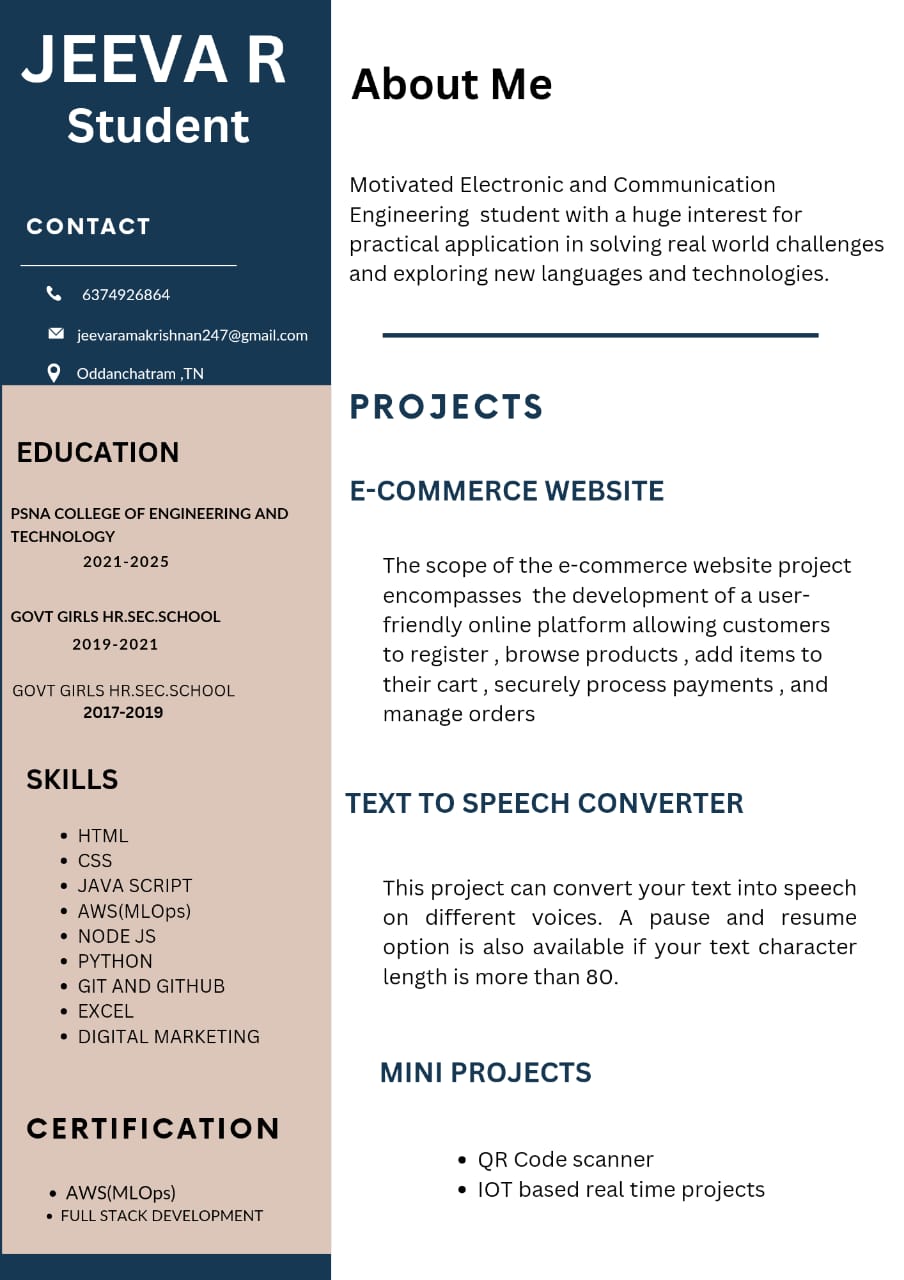 JEEVA R
Student
CONTACT
6374926864
jeevaramakrishnan247@gmail.com
Oddanchatram ,TN
EDUCATION
PSNA COLLEGE OF ENGINEERING AND
TECHNOLOGY
2021-2025
GOVT GIRLS HR.SEC.SCHOOL
2019-2021
GOVT GIRLS HR.SEC.SCHOOL
2017-2019
SKILLS
• HTML
• CSS
• JAVA SCRIPT
• AWS(MLOps)
• NODE JS
• PYTHON
• GIT AND GITHUB
• EXCEL
• DIGITAL MARKETING
CERTIFICATION
• AWS(MLOps)
• FULL STACK DEVELOPMENT
About Me
Motivated Electronic and Communication
Engineering  student with a huge interest for
practical application in solving real world challenges
and exploring new languages and technologies.
PROJECTS
E-COMMERCE WEBSITE
The scope of the e-commerce website project
encompasses  the development of a user-
friendly online platform allowing customers
to register , browse products , add items to
their cart , securely process payments , and
manage orders
TEXT TO SPEECH CONVERTER
This project can convert your text into speech
on different voices. A pause and resume
option is also available if your text character
length is more than 80.
MINI PROJECTS
• QR Code scanner
• IOT based real time projects